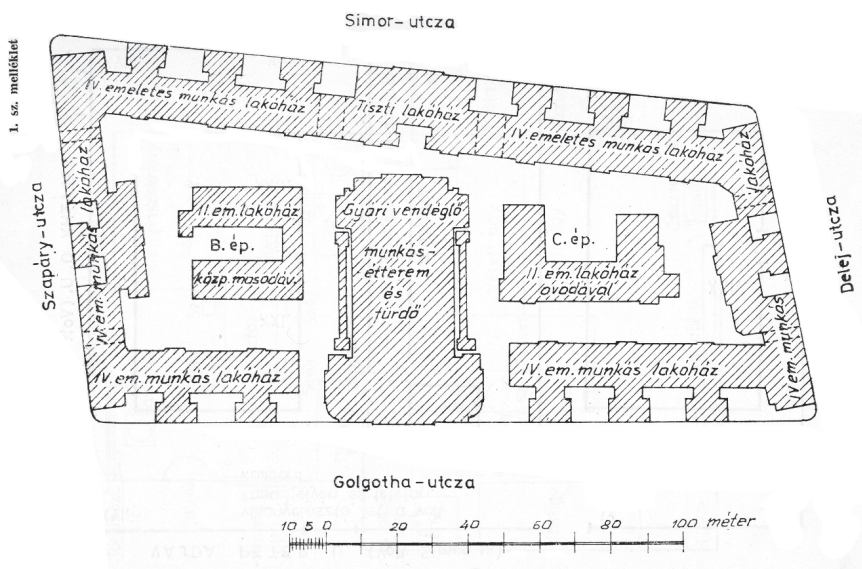 1. sz. melléklet
Simor-utcza
IV. emeletes munkás lakóház
Tiszti lakóház
IV. emeletes munkás lakóház
lakóház
Szapáry-utcza
IV. em. munkás lakóház
II. em. lakóház
B. ép.
közp. masodáv.
Gyári vendéglő
munkás-
étterem
és
fürdő
C. ép.
II. em. lakóház
ovodával
Delej-utcza
IV. em. munkás
IV. em. munkás lakóház
IV. em. munkás lakóház
Golgotha-utcza
10 5 0 20 40 60 80 100 méter